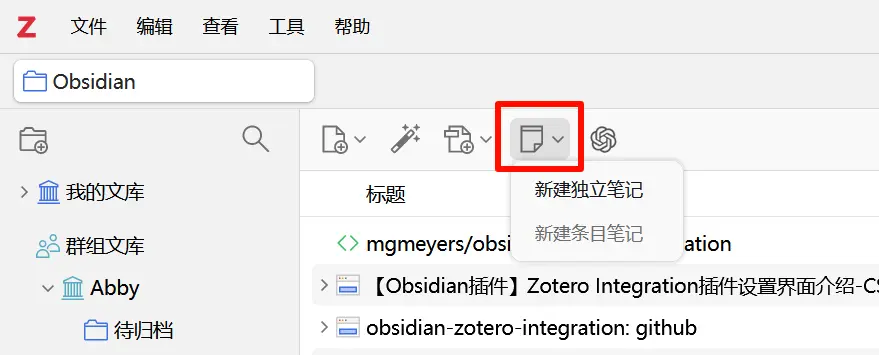 Z 文件 编辑 查看 工具 帮助
Obsidian
标题
新建独立笔记
新建条目笔记
我的文库
群组文库
Abby
待归档
mgmeyers/obs ation
【Obsidian插件】Zotero Integration插件设置界面介绍-CS
obsidian-zotero-integration: github